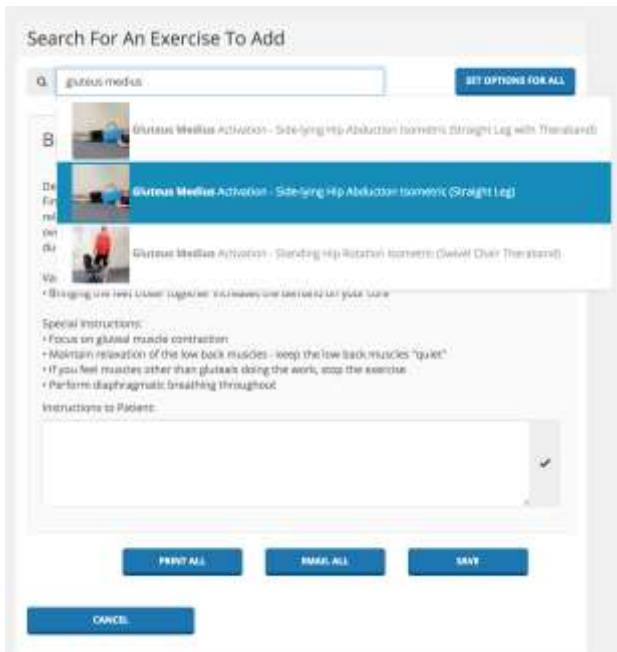 Search For An Exercise To Add
gluteus medius
SET OPTIONS FOR ALL
Gluteus Medius Activation - Side-lying Hip Abduction Isometric (Straight Leg with Theraband)
B
Gluteus Medius Activation - Side-lying Hip Abduction Isometric (Straight Leg)
Gluteus Medius Activation - Standing Hip Rotation Isometric (Swivel Chair Theraband)
• Bringing the feet closer together increases the demand on your core
Special Instructions:
• Focus on gluteal muscle contraction
• Maintain relaxation of the low back muscles - keep the low back muscles "quiet"
• If you feel muscles other than gluteals doing the work, stop the exercise
• Perform diaphragmatic breathing throughout
Instructions to Patient:
PRINT ALL
EMAIL ALL
SAVE
CANCEL